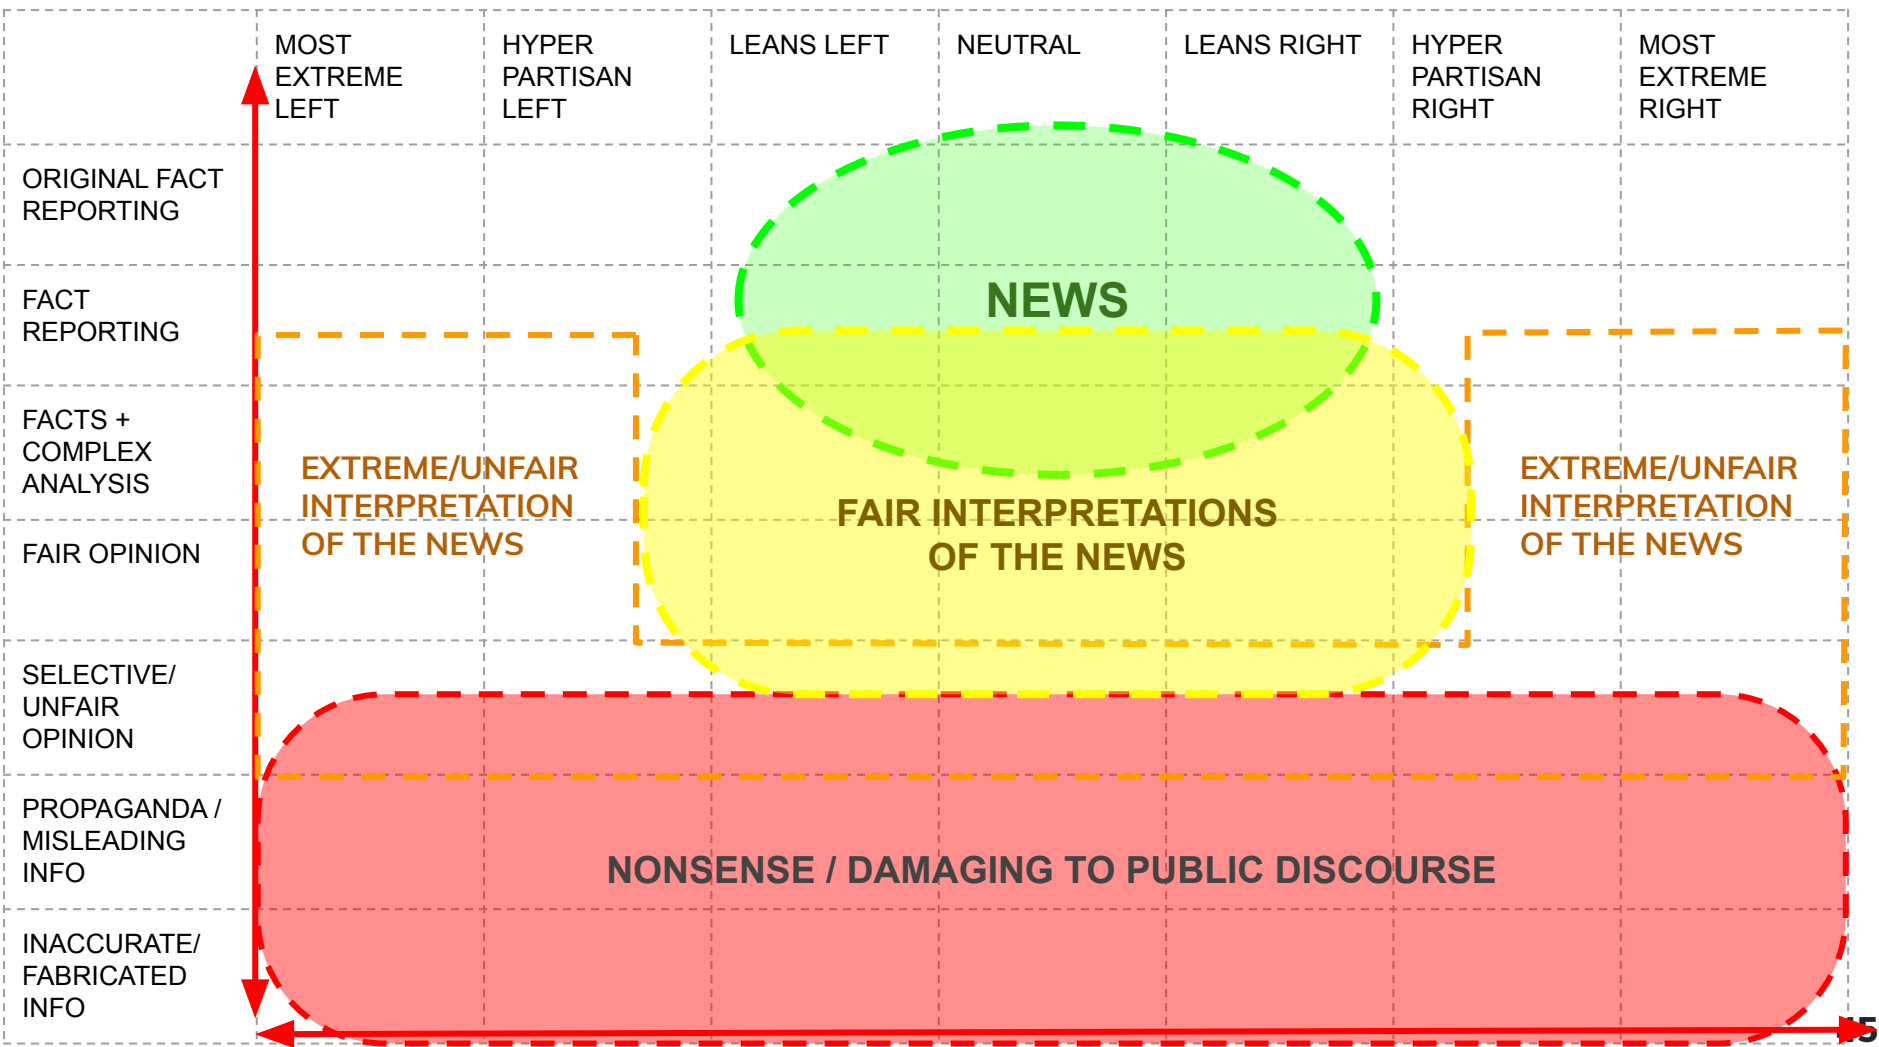 MOST
EXTREME
LEFT
HYPER
PARTISAN
LEFT
LEANS LEFT
NEUTRAL
LEANS RIGHT
HYPER
PARTISAN
RIGHT
MOST
EXTREME
RIGHT
ORIGINAL FACT
REPORTING
FACT
REPORTING
FACTS +
COMPLEX
ANALYSIS
FAIR OPINION
SELECTIVE/
UNFAIR
OPINION
PROPAGANDA /
MISLEADING
INFO
INACCURATE/
FABRICATED
INFO
NEWS
EXTREME/UNFAIR
INTERPRETATION
OF THE NEWS
FAIR INTERPRETATIONS
OF THE NEWS
EXTREME/UNFAIR
INTERPRETATION
OF THE NEWS
NONSENSE / DAMAGING TO PUBLIC DISCOURSE